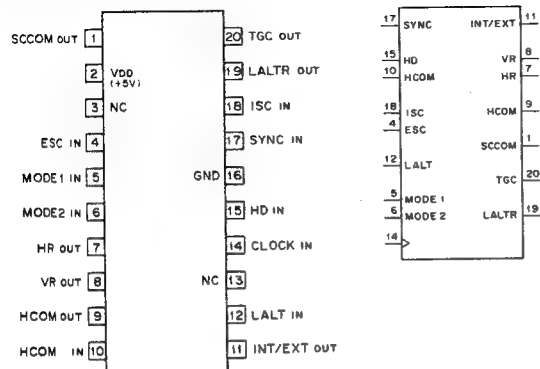 SCCOM OUT 1
20 TGC OUT
2 VDD
(+5V)
19 LALTR OUT
3 NC
18 ISC IN
ESC IN 4
17 SYNC IN
MODE1 IN 5
GND 16
MODE2 IN 6
15 HD IN
HR OUT 7
14 CLOCK IN
VR OUT 8
NC 13
HCOM OUT 9
12 LALT IN
HCOM IN 10
11 INT/EXT OUT
17 SYNC
INT/EXT 11
15 HD
VR 8
10 HCOM
HR 7
18 ISC
HCOM 9
4 ESC
SCCOM 1
12 LALT
TGC 20
5 MODE 1
6 MODE 2
LALTR 19
14